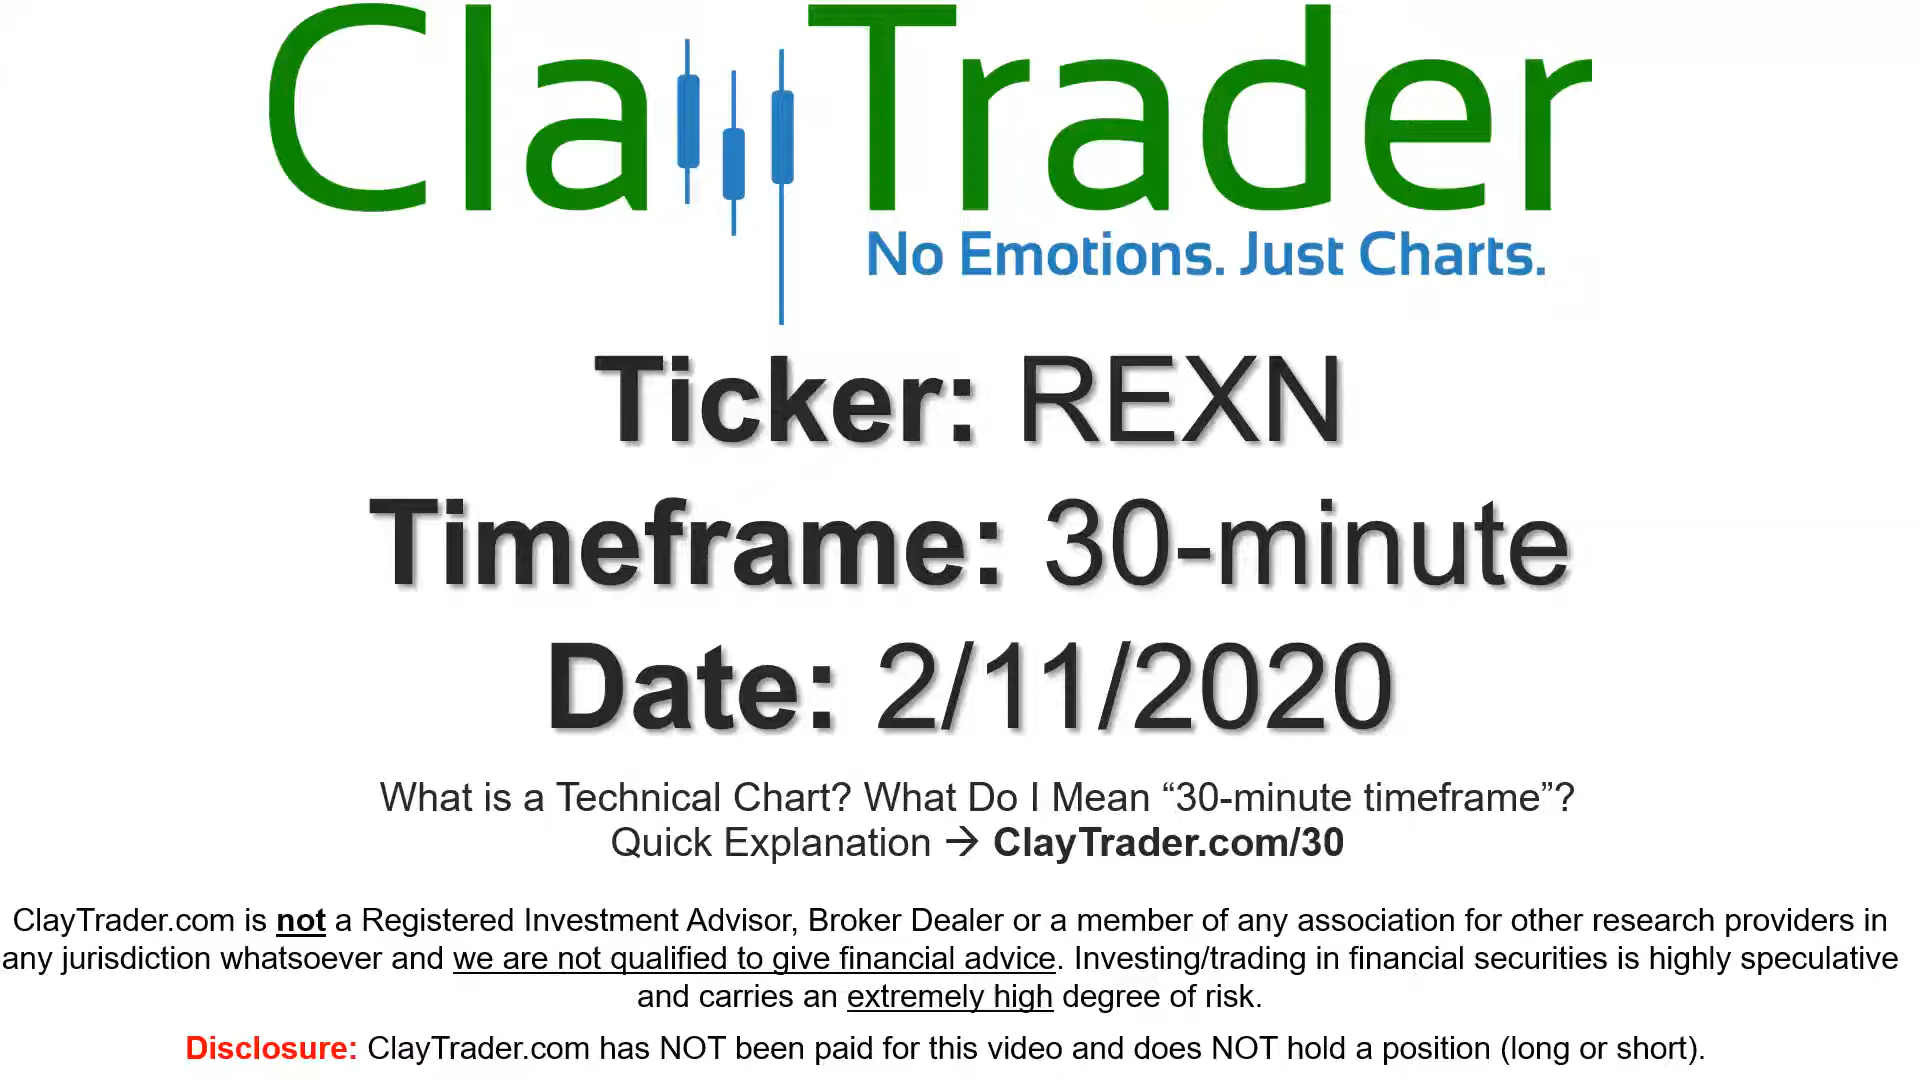 ClayTrader
No Emotions. Just Charts.
Ticker: REXN
Timeframe: 30-minute
Date: 2/11/2020
What is a Technical Chart? What Do I Mean “30-minute timeframe”?
Quick Explanation → ClayTrader.com/30
ClayTrader.com is not a Registered Investment Advisor, Broker Dealer or a member of any association for other research providers in
any jurisdiction whatsoever and we are not qualified to give financial advice. Investing/trading in financial securities is highly speculative
and carries an extremely high degree of risk.
Disclosure: ClayTrader.com has NOT been paid for this video and does NOT hold a position (long or short).